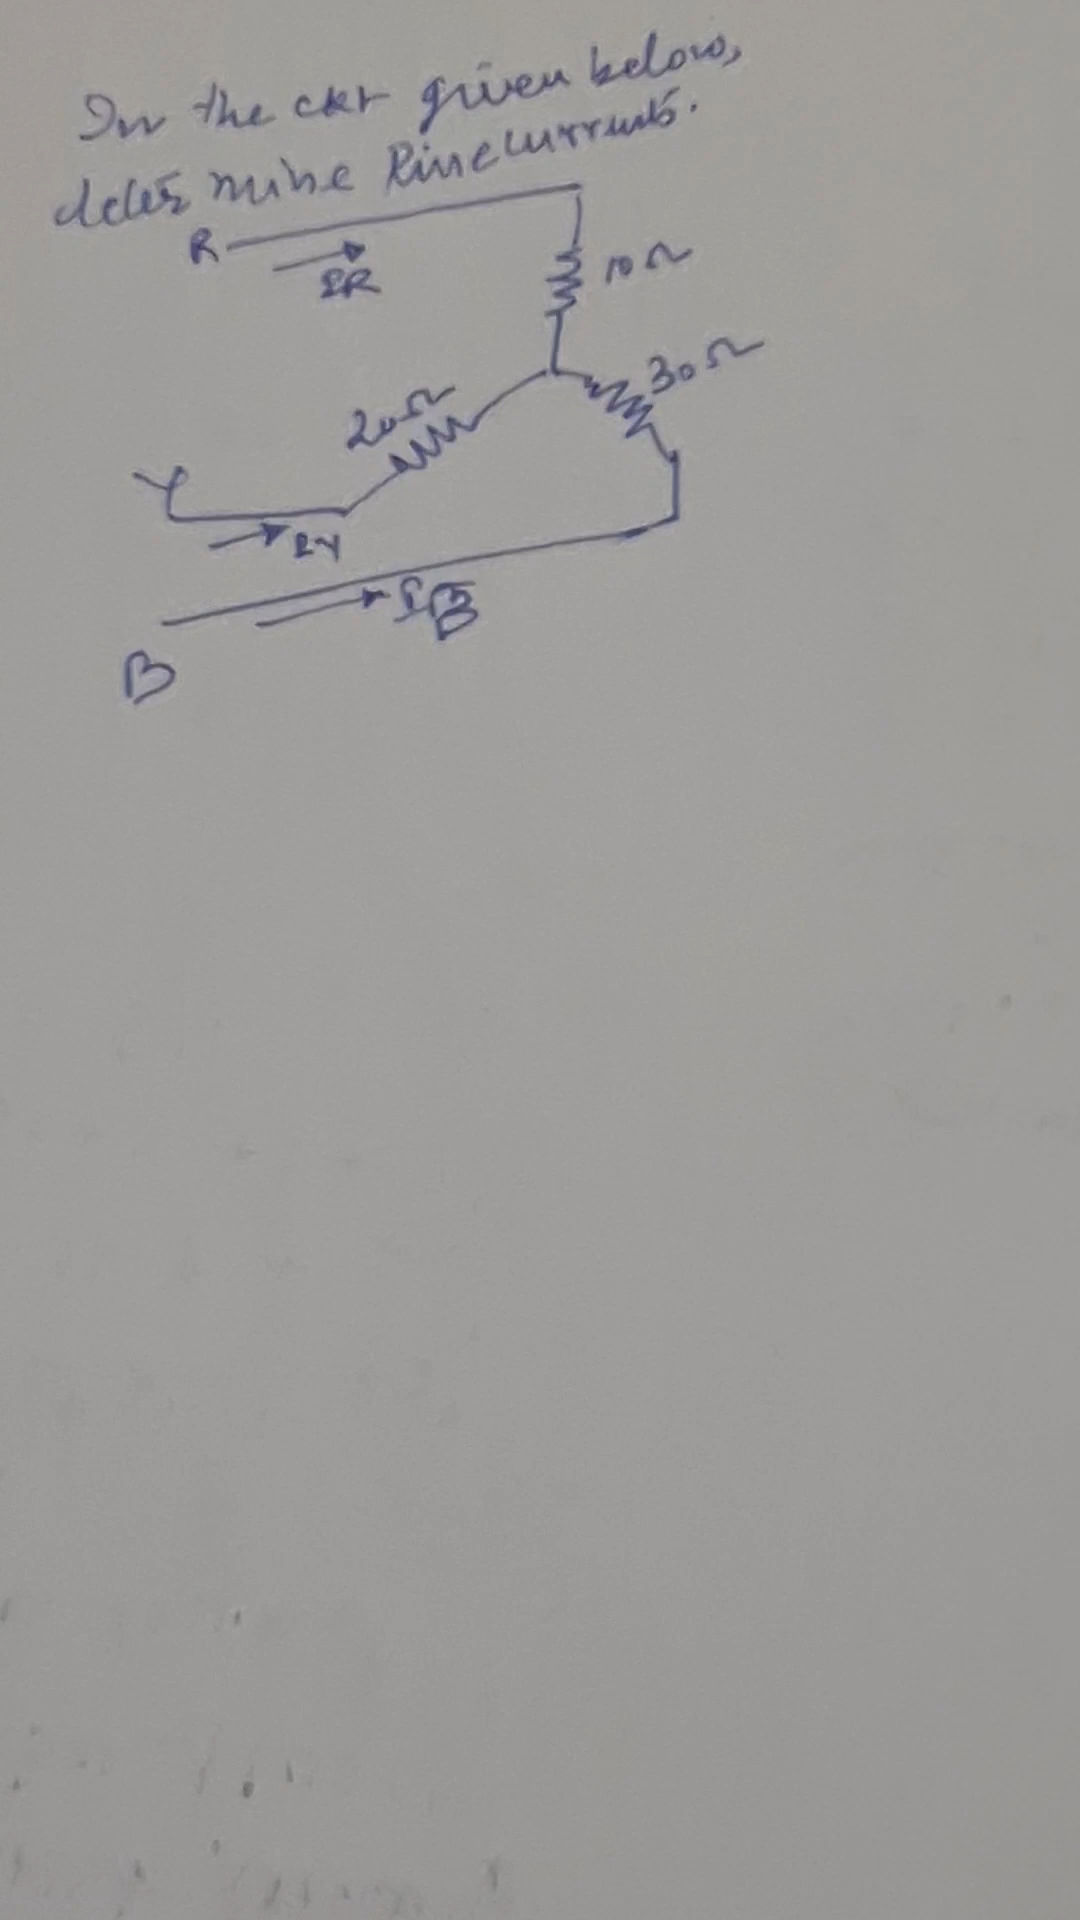 In the ckt given below,
determine line currents.
R
IR
10Ω
30Ω
20Ω
Y
IY
IB
B